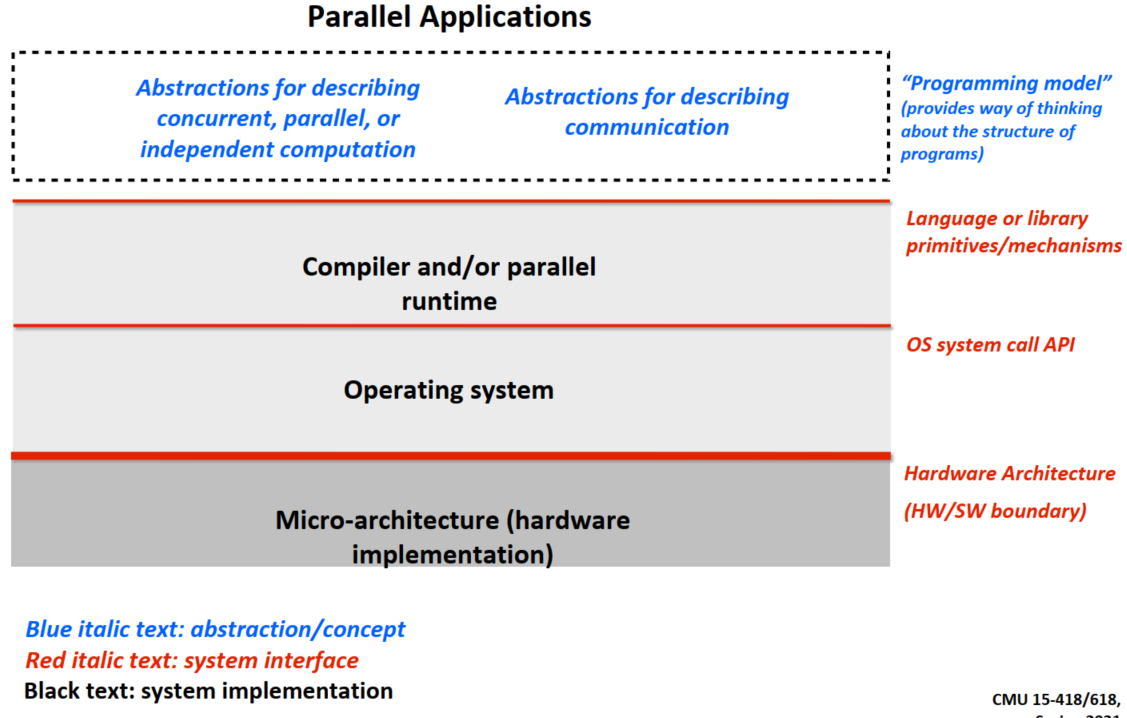 Parallel Applications
Abstractions for describing
concurrent, parallel, or
independent computation
Abstractions for describing
communication
“Programming model”
(provides way of thinking
about the structure of
programs)
Language or library
primitives/mechanisms
Compiler and/or parallel
runtime
OS system call API
Operating system
Hardware Architecture
(HW/SW boundary)
Micro-architecture (hardware
implementation)
Blue italic text: abstraction/concept
Red italic text: system interface
Black text: system implementation
CMU 15-418/618,
Spring 2021